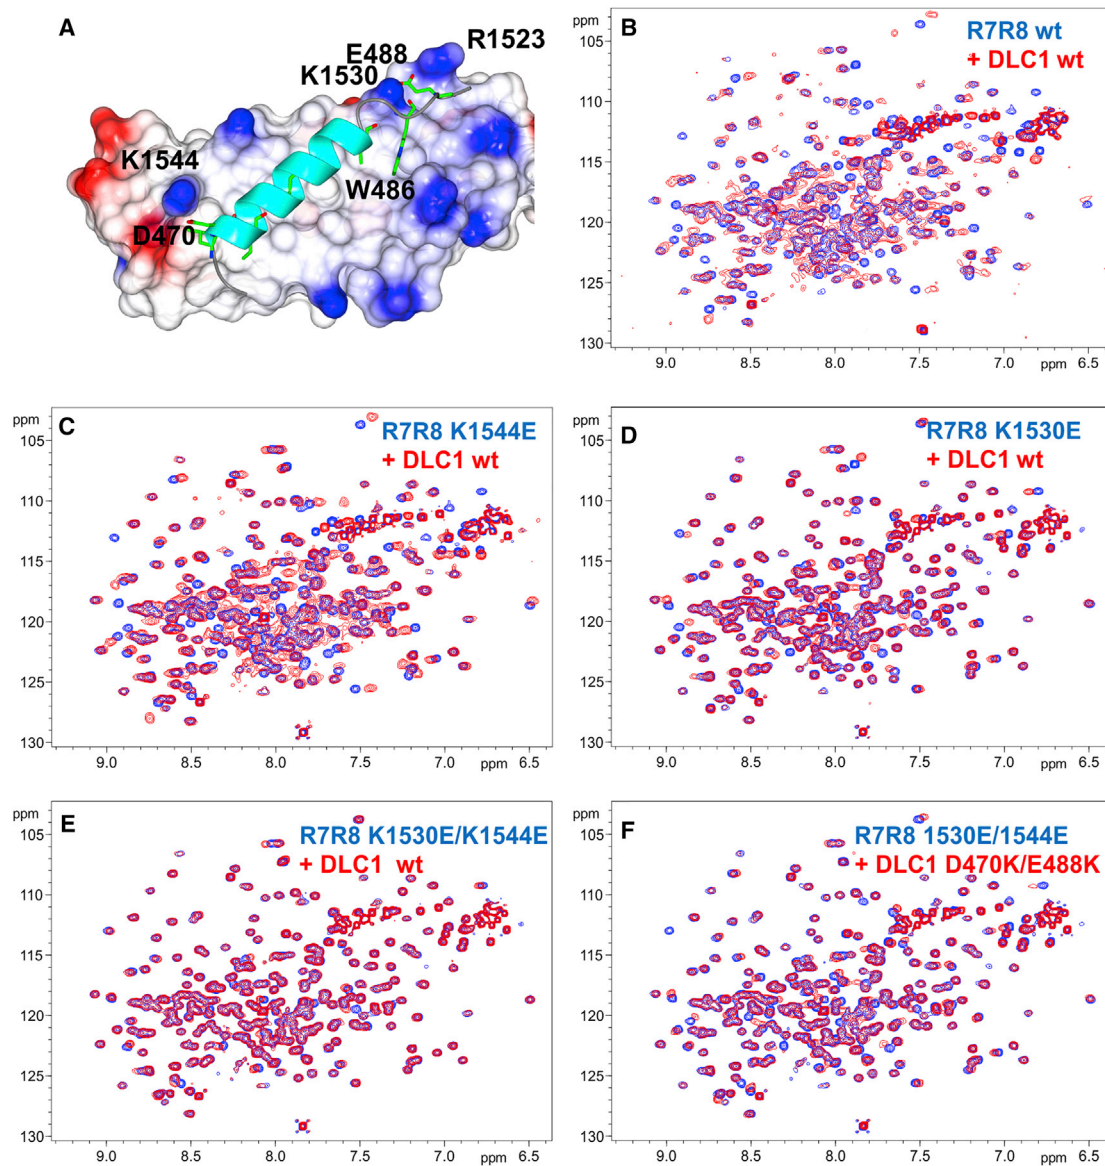 A
R1523
E488
K1530
K1544
W486
D470
B
ppm
R7R8 wt
+ DLC1 wt
105
110
115
120
125
130
9.0 8.5 8.0 7.5 7.0 ppm 6.5
C
ppm
R7R8 K1544E
+ DLC1 wt
105
110
115
120
125
130
9.0 8.5 8.0 7.5 7.0 ppm 6.5
D
ppm
R7R8 K1530E
+ DLC1 wt
105
110
115
120
125
130
9.0 8.5 8.0 7.5 7.0 ppm 6.5
E
ppm
R7R8 K1530E/K1544E
+ DLC1 wt
105
110
115
120
125
130
9.0 8.5 8.0 7.5 7.0 ppm 6.5
F
ppm
R7R8 1530E/1544E
+ DLC1 D470K/E488K
105
110
115
120
125
130
9.0 8.5 8.0 7.5 7.0 ppm 6.5